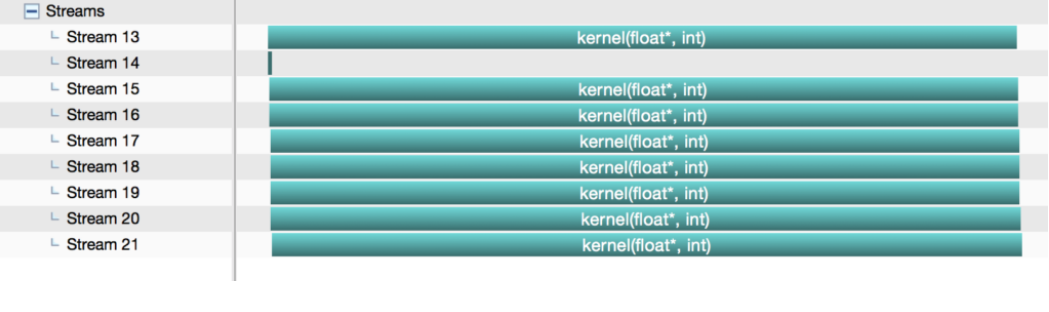 Streams
Stream 13 kernel(float*, int)
Stream 14
Stream 15 kernel(float*, int)
Stream 16 kernel(float*, int)
Stream 17 kernel(float*, int)
Stream 18 kernel(float*, int)
Stream 19 kernel(float*, int)
Stream 20 kernel(float*, int)
Stream 21 kernel(float*, int)